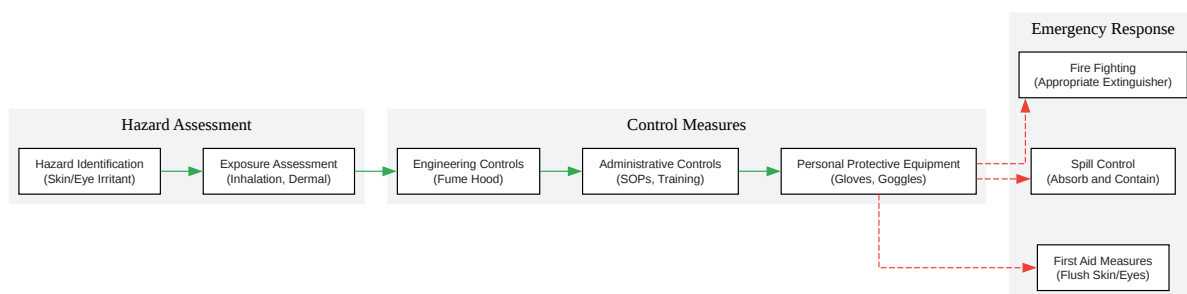 Hazard Assessment
Hazard Identification
(Skin/Eye Irritant)
Exposure Assessment
(Inhalation, Dermal)
Control Measures
Engineering Controls
(Fume Hood)
Administrative Controls
(SOPs, Training)
Personal Protective Equipment
(Gloves, Goggles)
Emergency Response
Fire Fighting
(Appropriate Extinguisher)
Spill Control
(Absorb and Contain)
First Aid Measures
(Flush Skin/Eyes)